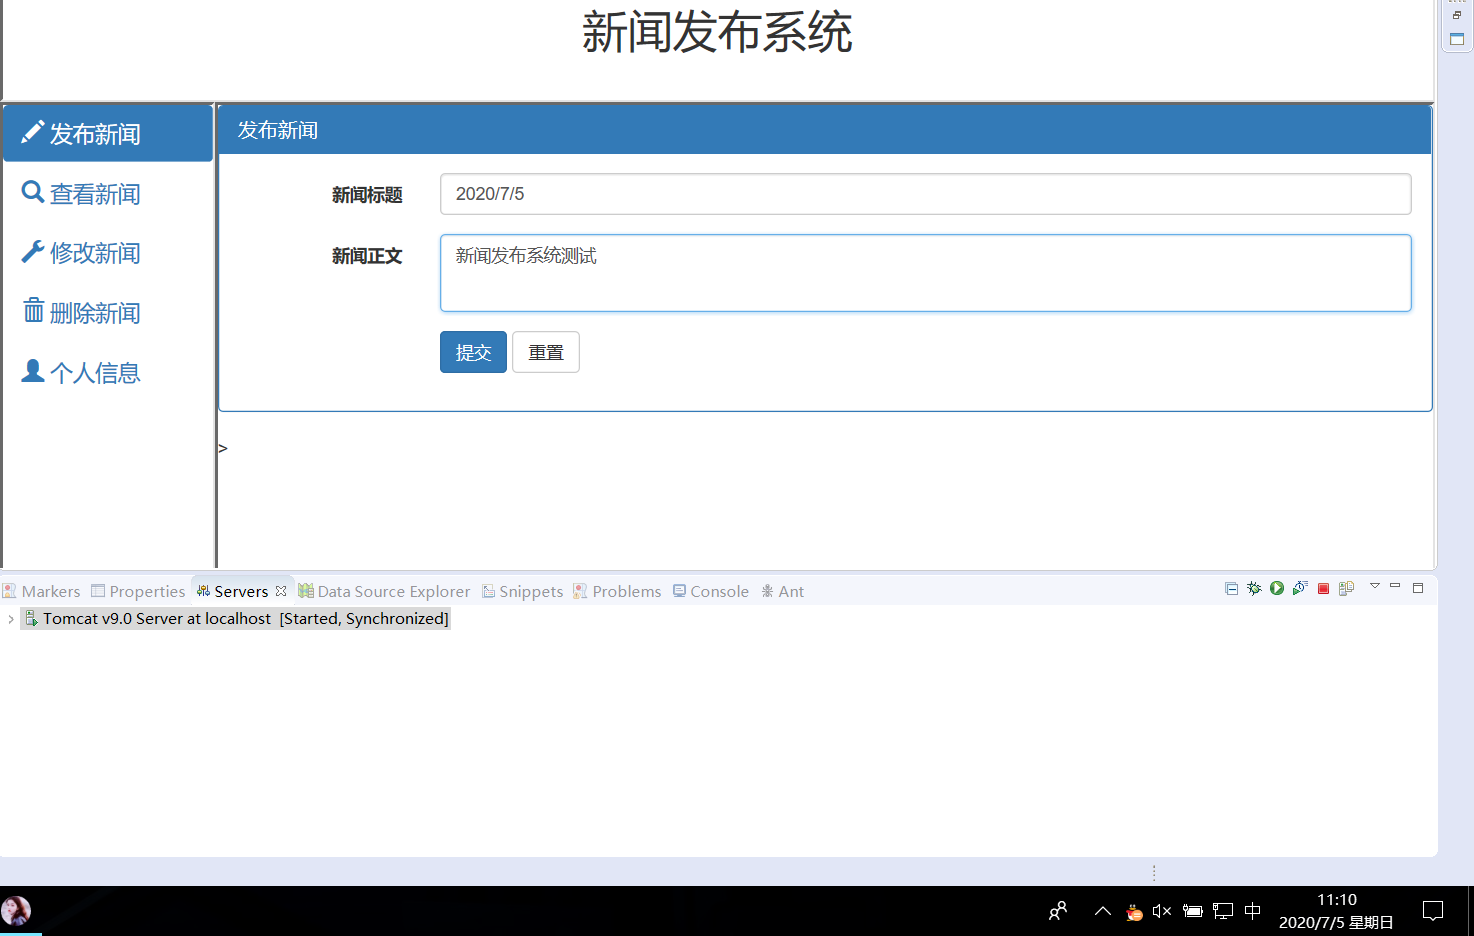 新闻发布系统
发布新闻
查看新闻
修改新闻
删除新闻
个人信息
发布新闻
新闻标题 2020/7/5
新闻正文 新闻发布系统测试
提交 重置
>
Markers Properties Servers Data Source Explorer Snippets Problems Console Ant
Tomcat v9.0 Server at localhost [Started, Synchronized]
中
11:10
2020/7/5 星期日